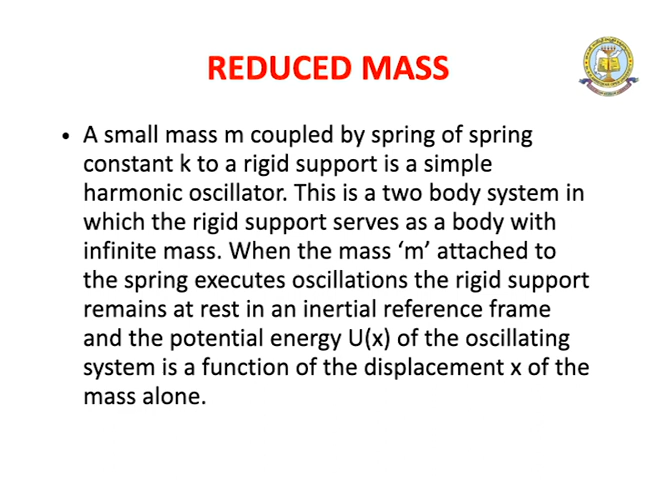 REDUCED MASS
• A small mass m coupled by spring of spring
constant k to a rigid support is a simple
harmonic oscillator. This is a two body system in
which the rigid support serves as a body with
infinite mass. When the mass ‘m’ attached to
the spring executes oscillations the rigid support
remains at rest in an inertial reference frame
and the potential energy U(x) of the oscillating
system is a function of the displacement x of the
mass alone.